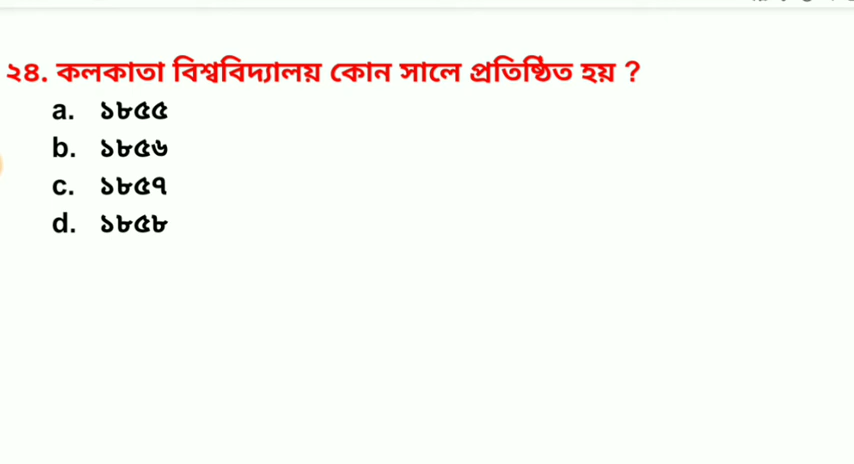 ২৪. কলকাতা বিশ্ববিদ্যালয় কোন সালে প্রতিষ্ঠিত হয় ?
a. ১৮৫৫
b. ১৮৫৬
c. ১৮৫৭
d. ১৮৫৮